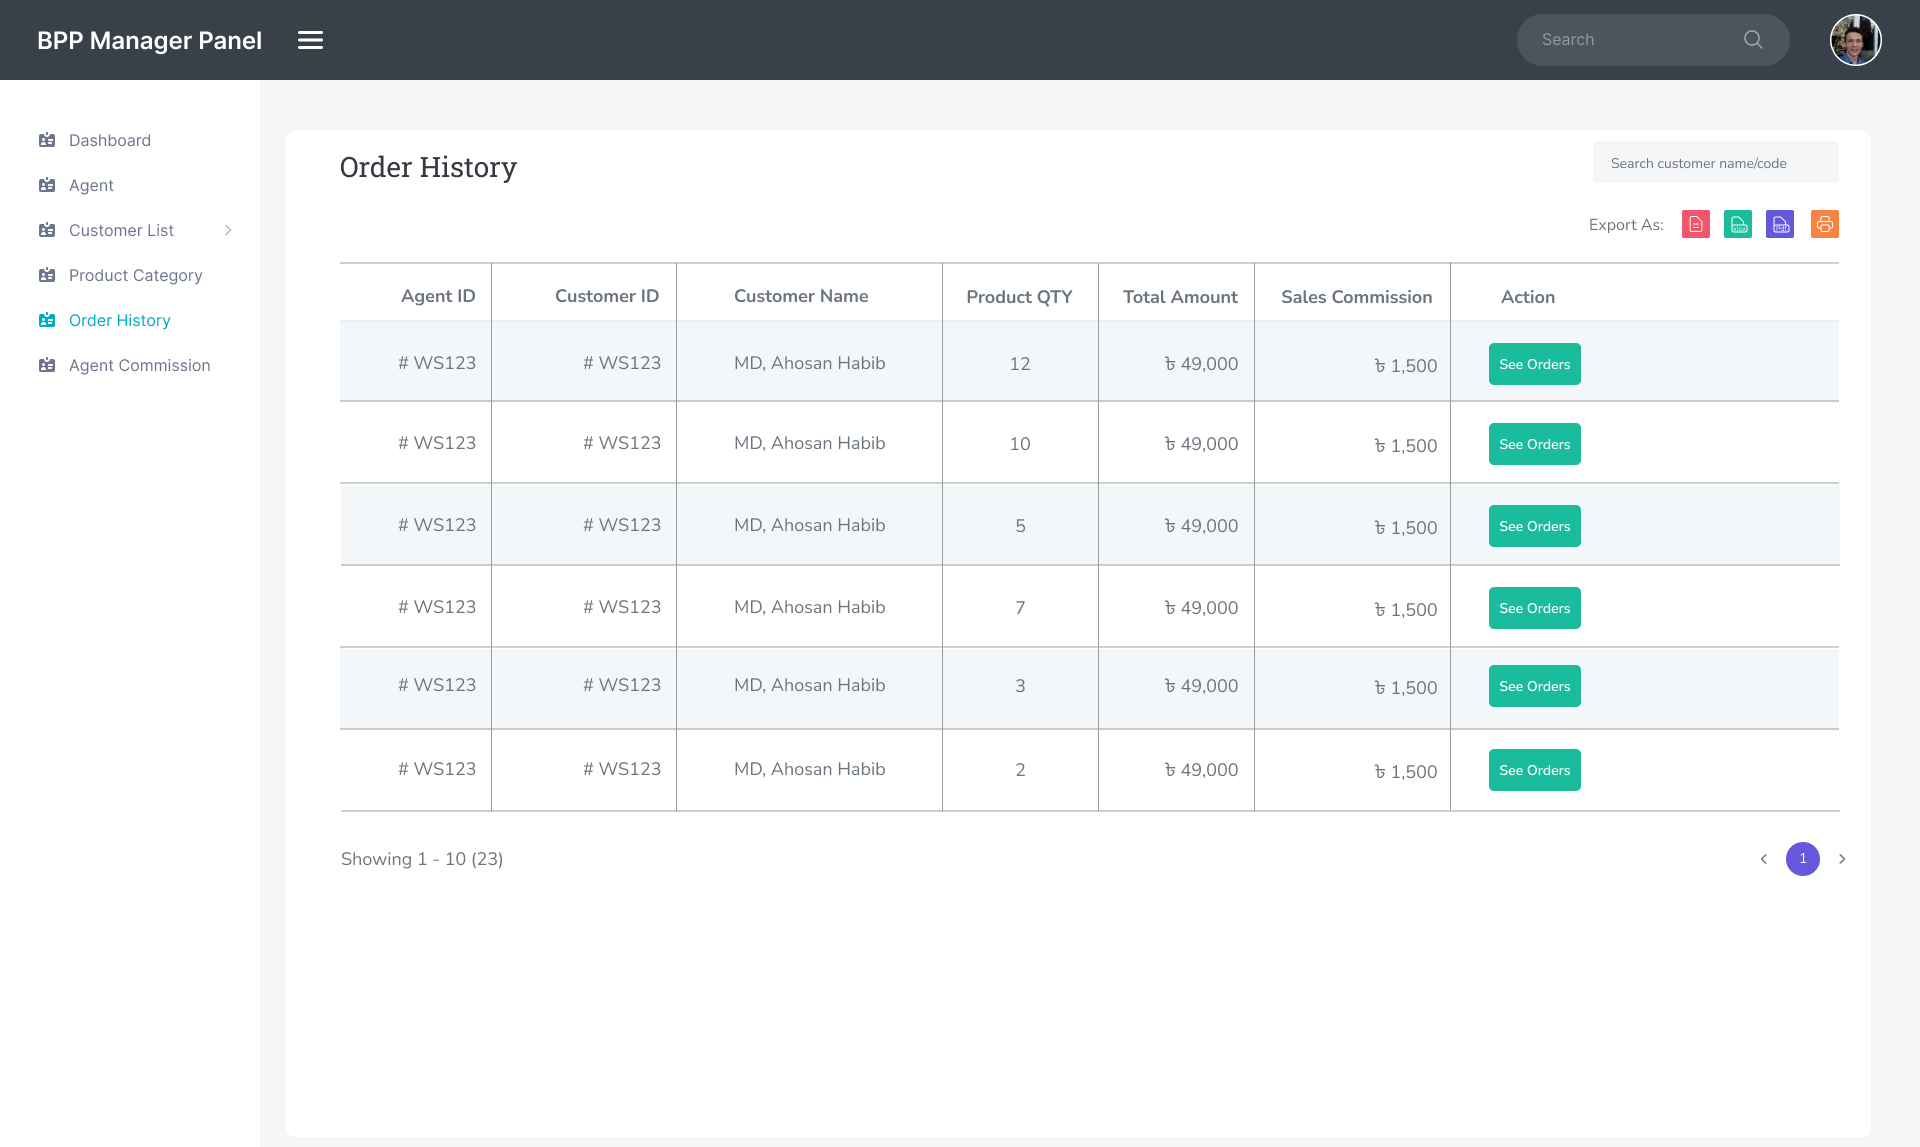 BPP Manager Panel
Search
Dashboard
Agent
Customer List
Product Category
Order History
Agent Commission
Order History
Search customer name/code
Export As:
Agent ID Customer ID Customer Name Product QTY Total Amount Sales Commission Action
# WS123 # WS123 MD, Ahosan Habib 12 ৳ 49,000 ৳ 1,500 See Orders
# WS123 # WS123 MD, Ahosan Habib 10 ৳ 49,000 ৳ 1,500 See Orders
# WS123 # WS123 MD, Ahosan Habib 5 ৳ 49,000 ৳ 1,500 See Orders
# WS123 # WS123 MD, Ahosan Habib 7 ৳ 49,000 ৳ 1,500 See Orders
# WS123 # WS123 MD, Ahosan Habib 3 ৳ 49,000 ৳ 1,500 See Orders
# WS123 # WS123 MD, Ahosan Habib 2 ৳ 49,000 ৳ 1,500 See Orders
Showing 1 - 10 (23)
1